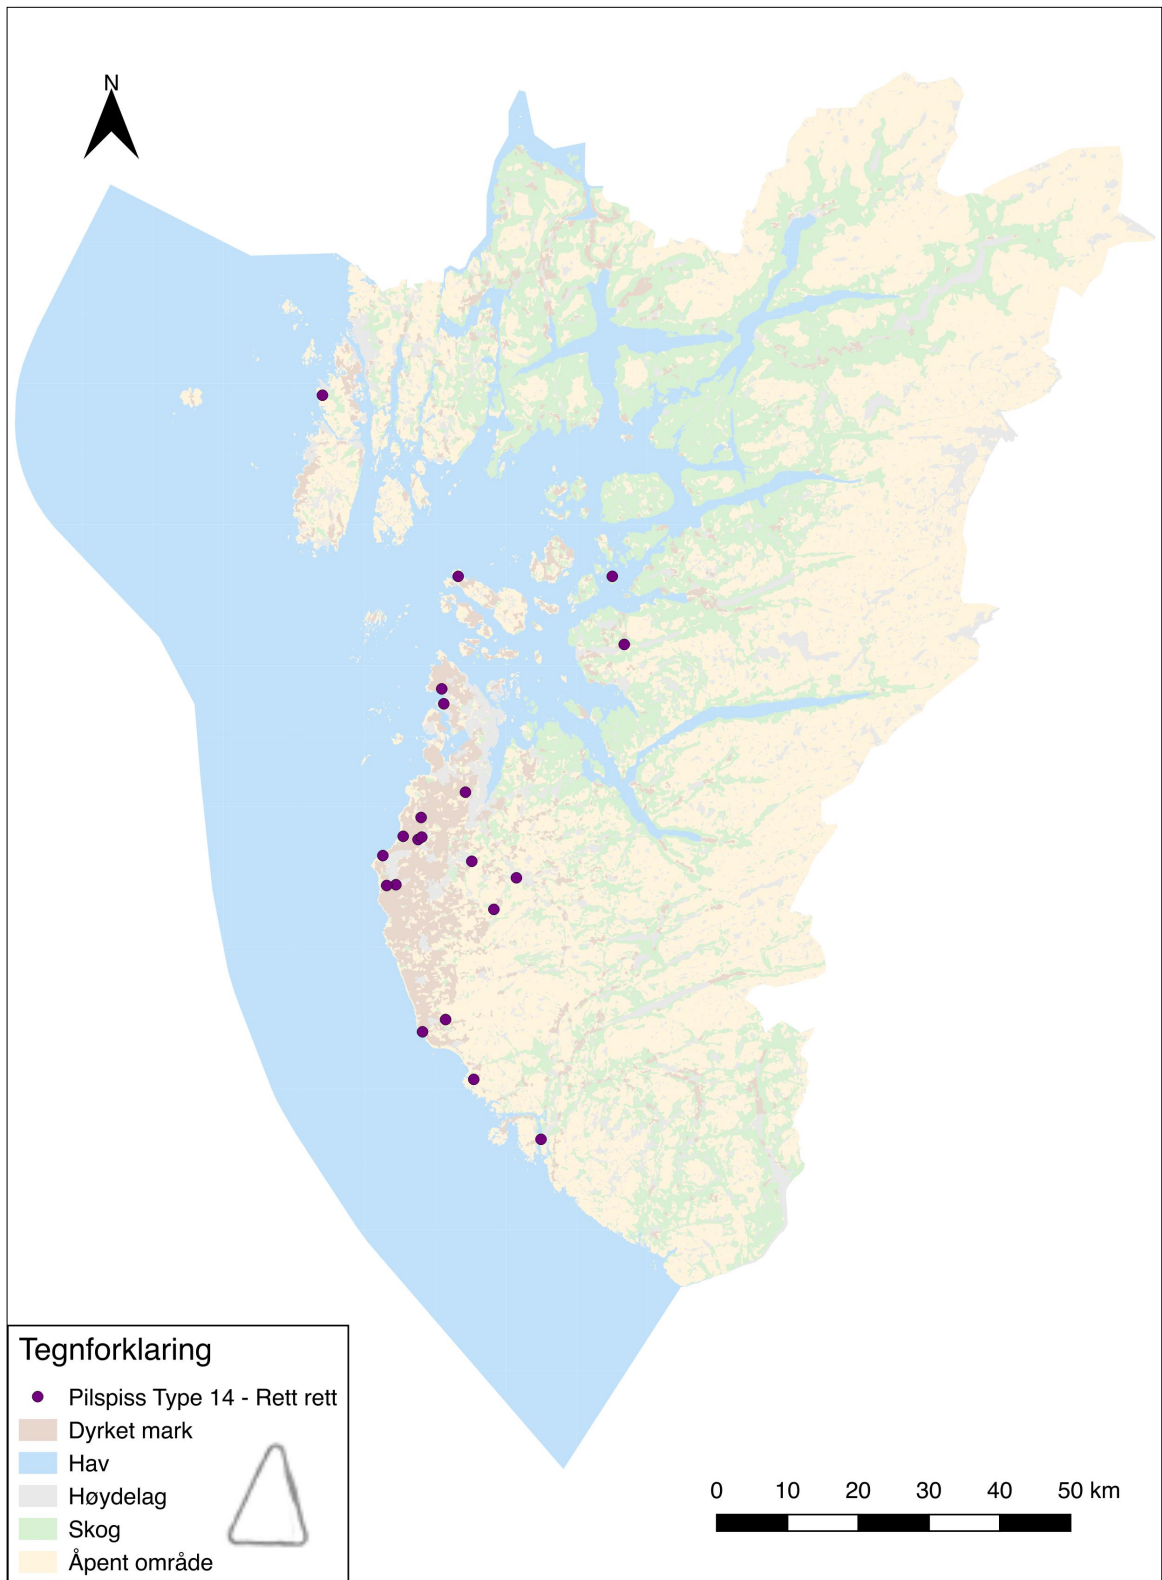 N
Tegnforklaring
Pilspiss Type 14 - Rett rett
Dyrket mark
Hav
Høydelag
Skog
Åpent område
0 10 20 30 40 50 km